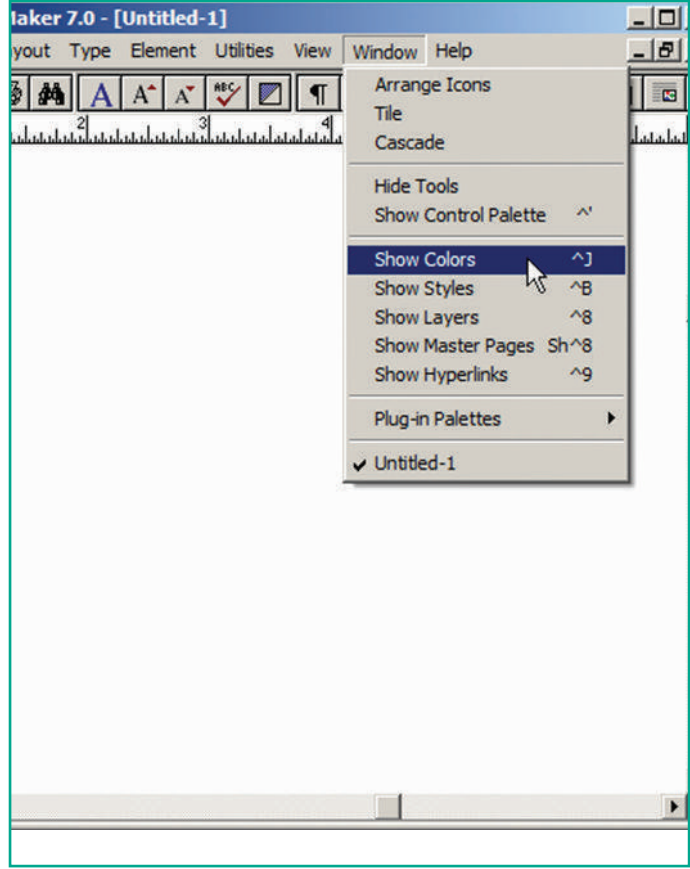 Maker 7.0 - [Untitled-1]
yout Type Element Utilities View Window Help
A A A ABC ¶
2 3 4
Arrange Icons
Tile
Cascade
Hide Tools
Show Control Palette ^'
Show Colors ^J
Show Styles ^B
Show Layers ^8
Show Master Pages Sh^8
Show Hyperlinks ^9
Plug-in Palettes
Untitled-1